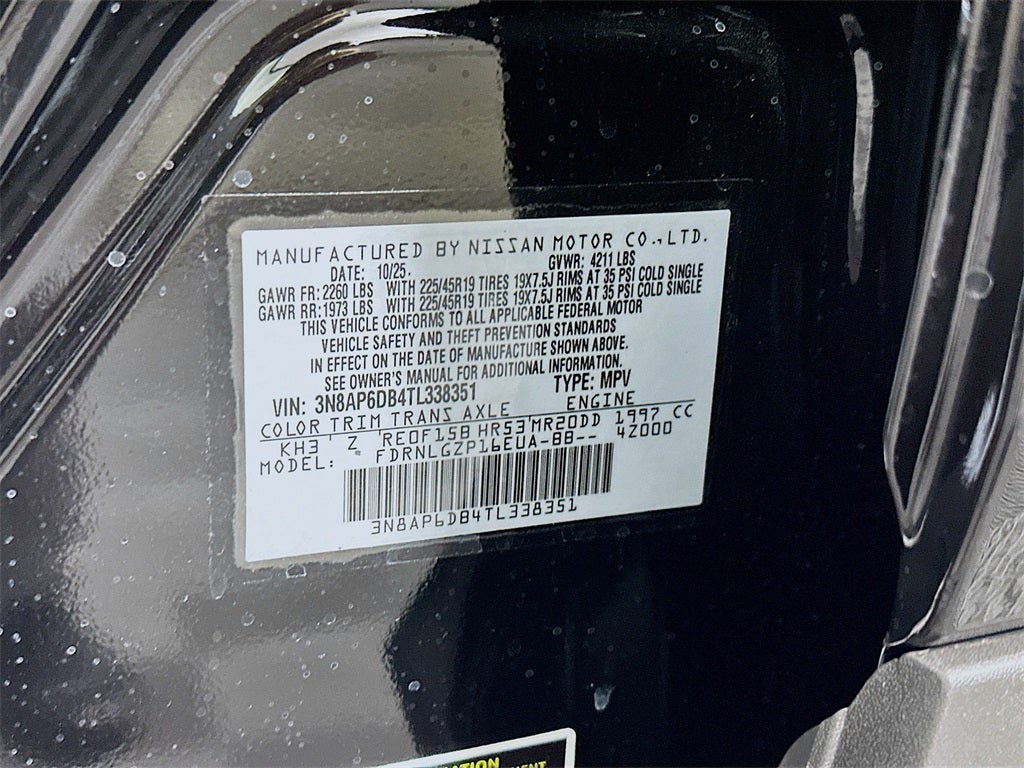 MANUFACTURED BY NISSAN MOTOR CO.,LTD.
DATE: 10/25. GVWR: 4211 LBS
GAWR FR: 2260 LBS WITH 225/45R19 TIRES 19X7.5J RIMS AT 35 PSI COLD SINGLE
GAWR RR: 1973 LBS WITH 225/45R19 TIRES 19X7.5J RIMS AT 35 PSI COLD SINGLE
THIS VEHICLE CONFORMS TO ALL APPLICABLE FEDERAL MOTOR
VEHICLE SAFETY AND THEFT PREVENTION STANDARDS
IN EFFECT ON THE DATE OF MANUFACTURE SHOWN ABOVE.
SEE OWNER'S MANUAL FOR ADDITIONAL INFORMATION.
VIN: 3N8AP6DB4TL338351 TYPE: MPV
COLOR TRIM TRANS AXLE ENGINE
KH3 Z RE0F15B HR53 MR20DD 1997 CC
MODEL: FDRNLGZP16EUA-BB-- 4Z000
3N8AP6DB4TL338351